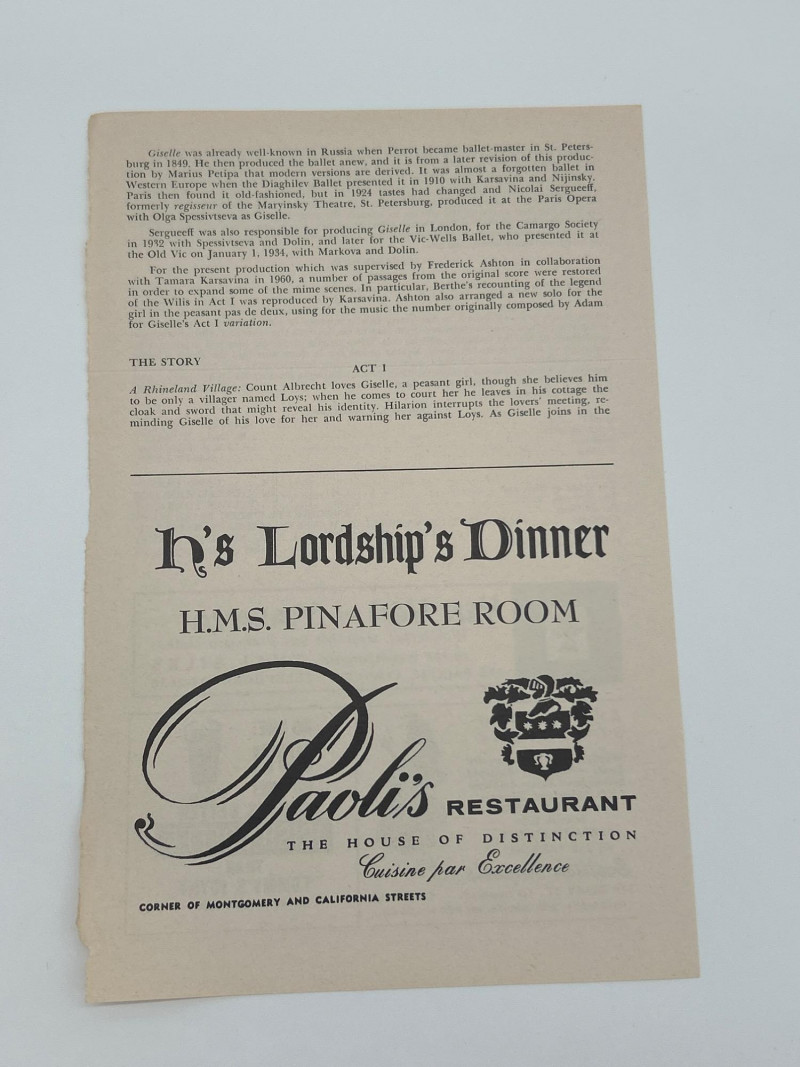 Giselle was already well-known in Russia when Perrot became ballet-master in St. Peters-
burg in 1849. He then produced the ballet anew, and it is from a later revision of this produc-
tion by Marius Petipa that modern versions are derived. It was almost a forgotten ballet in
Western Europe when the Diaghilev Ballet presented it in 1910 with Karsavina and Nijinsky.
Paris then found it old-fashioned, but in 1924 tastes had changed and Nicolai Sergueeff,
formerly regisseur of the Maryinsky Theatre, St. Petersburg, produced it at the Paris Opera
with Olga Spessivtseva as Giselle.
Sergueeff was also responsible for producing Giselle in London, for the Camargo Society
in 1932 with Spessivtseva and Dolin, and later for the Vic-Wells Ballet, who presented it at
the Old Vic on January 1, 1934, with Markova and Dolin.
For the present production which was supervised by Frederick Ashton in collaboration
with Tamara Karsavina in 1960, a number of passages from the original score were restored
in order to expand some of the mime scenes. In particular, Berthe's recounting of the legend
of the Wilis in Act I was reproduced by Karsavina. Ashton also arranged a new solo for the
girl in the peasant pas de deux, using for the music the number originally composed by Adam
for Giselle's Act I variation.
THE STORY
ACT I
A Rhineland Village: Count Albrecht loves Giselle, a peasant girl, though she believes him
to be only a villager named Loys; when he comes to court her he leaves in his cottage the
cloak and sword that might reveal his identity. Hilarion interrupts the lovers' meeting, re-
minding Giselle of his love for her and warning her against Loys. As Giselle joins in the
h's Lordship's Dinner
H.M.S. PINAFORE ROOM
Paoli's RESTAURANT
THE HOUSE OF DISTINCTION
Cuisine par Excellence
CORNER OF MONTGOMERY AND CALIFORNIA STREETS